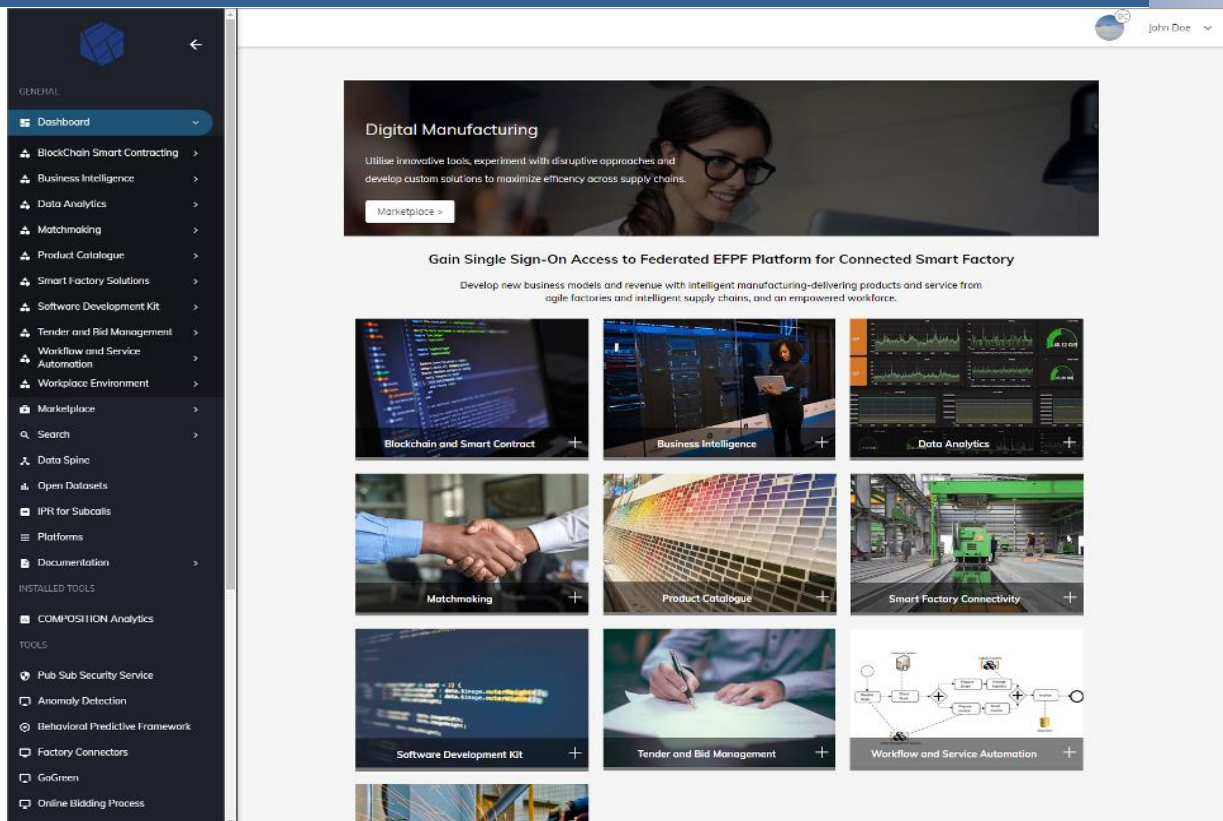 GENERAL
Dashboard
BlockChain Smart Contracting
Business Intelligence
Data Analytics
Matchmaking
Product Catalogue
Smart Factory Solutions
Software Development Kit
Tender and Bid Management
Workflow and Service
Automation
Workplace Environment
Marketplace
Search
Data Spine
Open Datasets
IPR for Subcalls
Platforms
Documentation
INSTALLED TOOLS
COMPOSITION Analytics
TOOLS
Pub Sub Security Service
Anomaly Detection
Behavioral Predictive Framework
Factory Connectors
GoGreen
Online Bidding Process
John Doe
Digital Manufacturing
Utilise innovative tools, experiment with disruptive approaches and
develop custom solutions to maximize efficency across supply chains.
Marketplace >
Gain Single Sign-On Access to Federated EFPF Platform for Connected Smart Factory
Develop new business models and revenue with intelligent manufacturing-delivering products and service from
agile factories and intelligent supply chains, and an empowered workforce.
Blockchain and Smart Contract +
Business Intelligence +
Data Analytics +
Matchmaking +
Product Catalogue +
Smart Factory Connectivity +
Software Development Kit +
Tender and Bid Management +
Workflow and Service Automation +